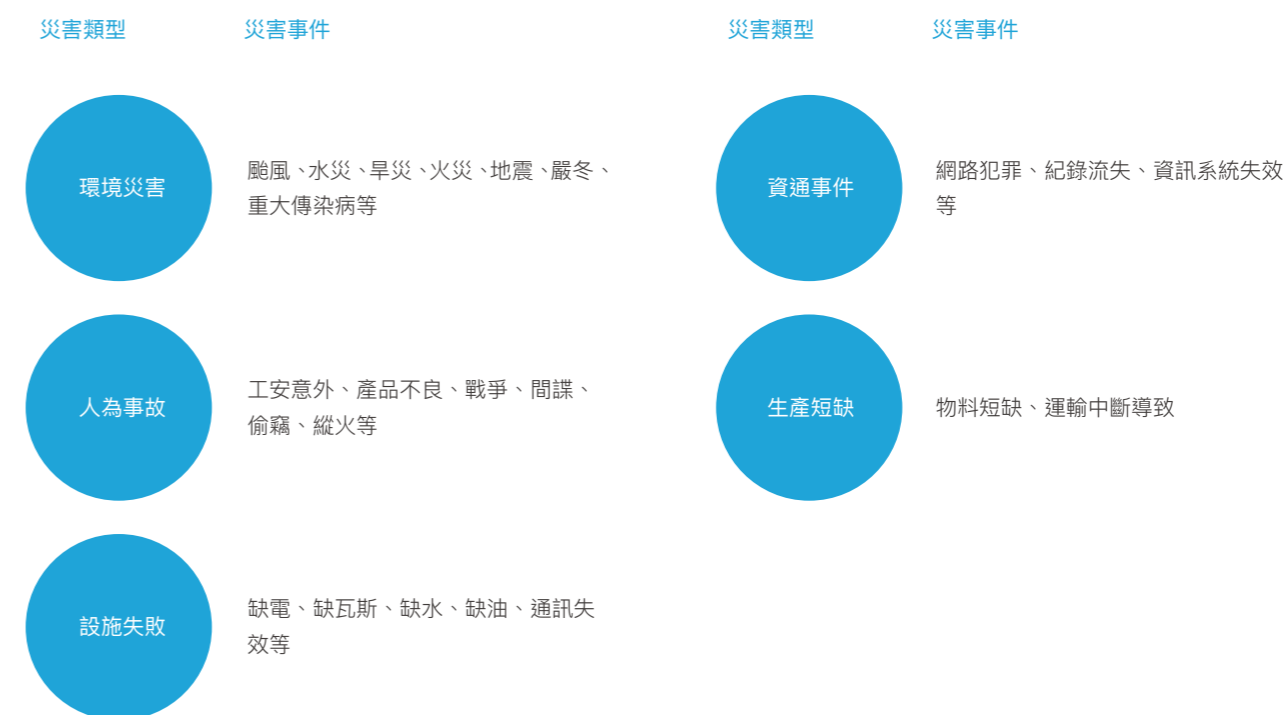 災害類型
災害事件
環境災害
颱風、水災、旱災、火災、地震、嚴冬、
重大傳染病等
人為事故
工安意外、產品不良、戰爭、間諜、
偷竊、縱火等
設施失敗
缺電、缺瓦斯、缺水、缺油、通訊失
效等
災害類型
災害事件
資通事件
網路犯罪、紀錄流失、資訊系統失效
等
生產短缺
物料短缺、運輸中斷導致